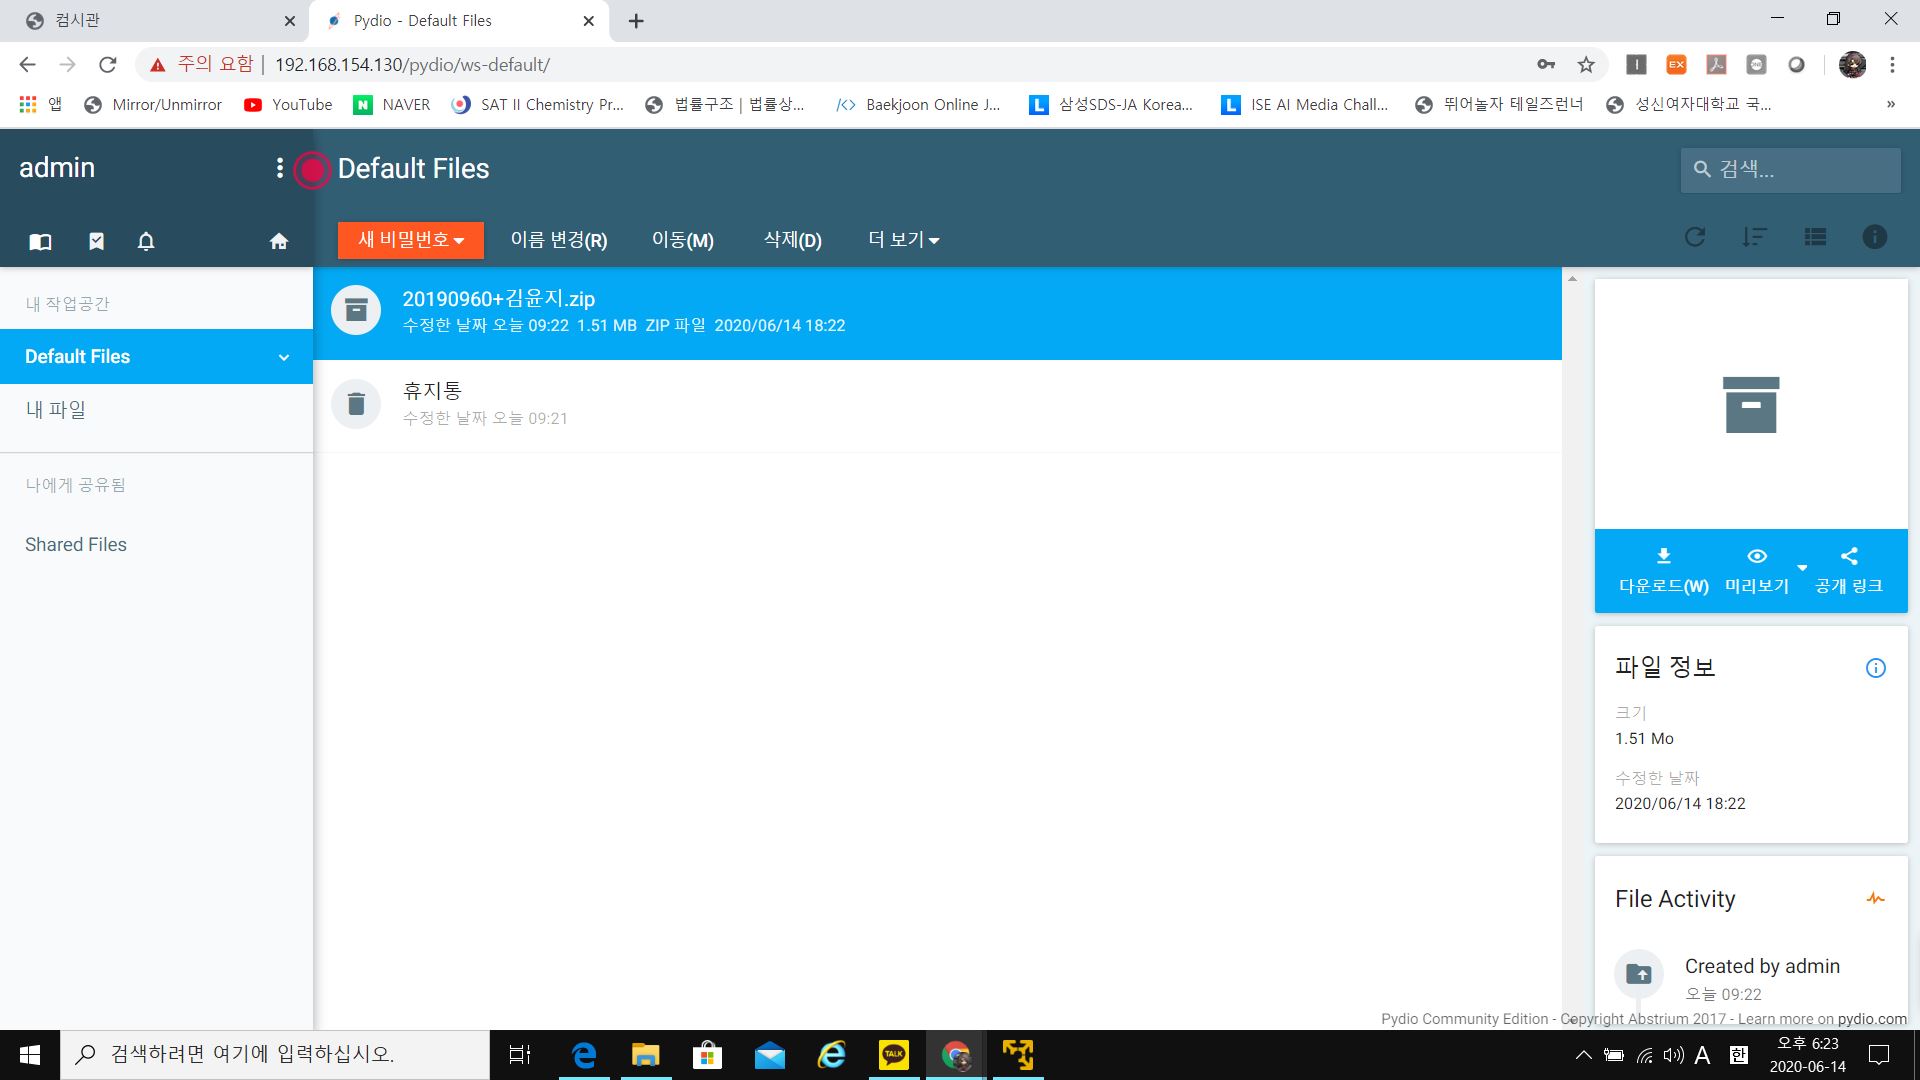 컴시관
Pydio - Default Files
주의 요함 | 192.168.154.130/pydio/ws-default/
앱 Mirror/Unmirror YouTube NAVER SAT II Chemistry Pr... 법률구조 | 법률상... Baekjoon Online J... 삼성SDS-JA Korea... ISE AI Media Chall... 뛰어놀자 테일즈런너 성신여자대학교 국... »
admin
Default Files
검색...
새 비밀번호 이름 변경(R) 이동(M) 삭제(D) 더 보기
내 작업공간
Default Files
내 파일
나에게 공유됨
Shared Files
20190960+김윤지.zip
수정한 날짜 오늘 09:22 1.51 MB ZIP 파일 2020/06/14 18:22
휴지통
수정한 날짜 오늘 09:21
다운로드(W) 미리보기 공개 링크
파일 정보
크기
1.51 Mo
수정한 날짜
2020/06/14 18:22
File Activity
Created by admin
오늘 09:22
Pydio Community Edition - Copyright Abstrium 2017 - Learn more on pydio.com
검색하려면 여기에 입력하십시오.
TALK
A 한
오후 6:23
2020-06-14